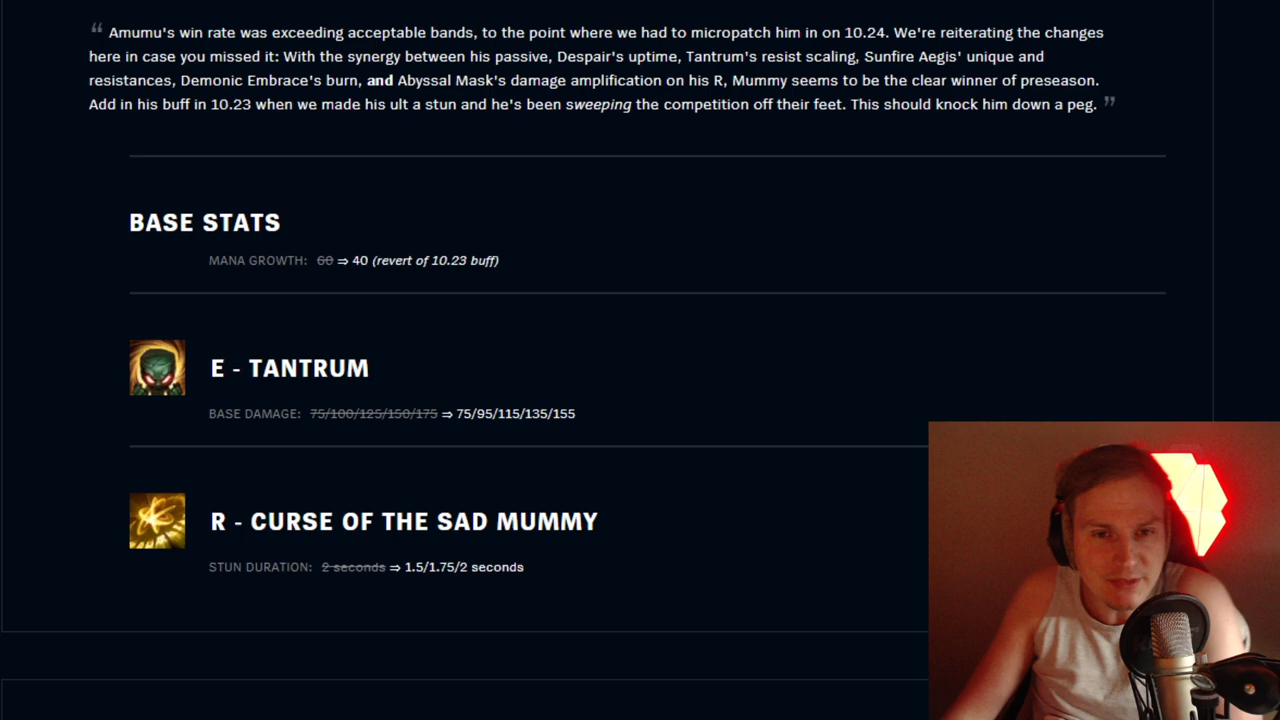 “ Amumu's win rate was exceeding acceptable bands, to the point where we had to micropatch him in on 10.24. We're reiterating the changes
here in case you missed it: With the synergy between his passive, Despair's uptime, Tantrum's resist scaling, Sunfire Aegis' unique and
resistances, Demonic Embrace's burn, and Abyssal Mask's damage amplification on his R, Mummy seems to be the clear winner of preseason.
Add in his buff in 10.23 when we made his ult a stun and he's been sweeping the competition off their feet. This should knock him down a peg. ”
BASE STATS
MANA GROWTH: 60 ⇒ 40 (revert of 10.23 buff)
E - TANTRUM
BASE DAMAGE: 75/100/125/150/175 ⇒ 75/95/115/135/155
R - CURSE OF THE SAD MUMMY
STUN DURATION: 2 seconds ⇒ 1.5/1.75/2 seconds